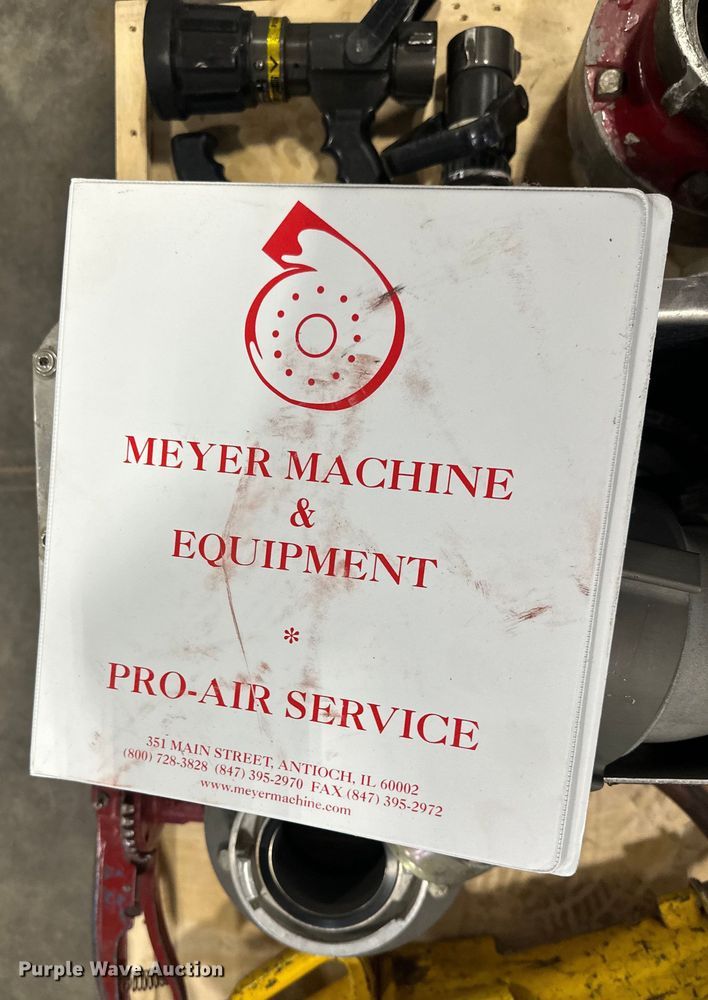 MEYER MACHINE
&
EQUIPMENT
*
PRO-AIR SERVICE
351 MAIN STREET, ANTIOCH, IL 60002
(800) 728-3828 (847) 395-2970 FAX (847) 395-2972
www.meyermachine.com
Purple Wave Auction